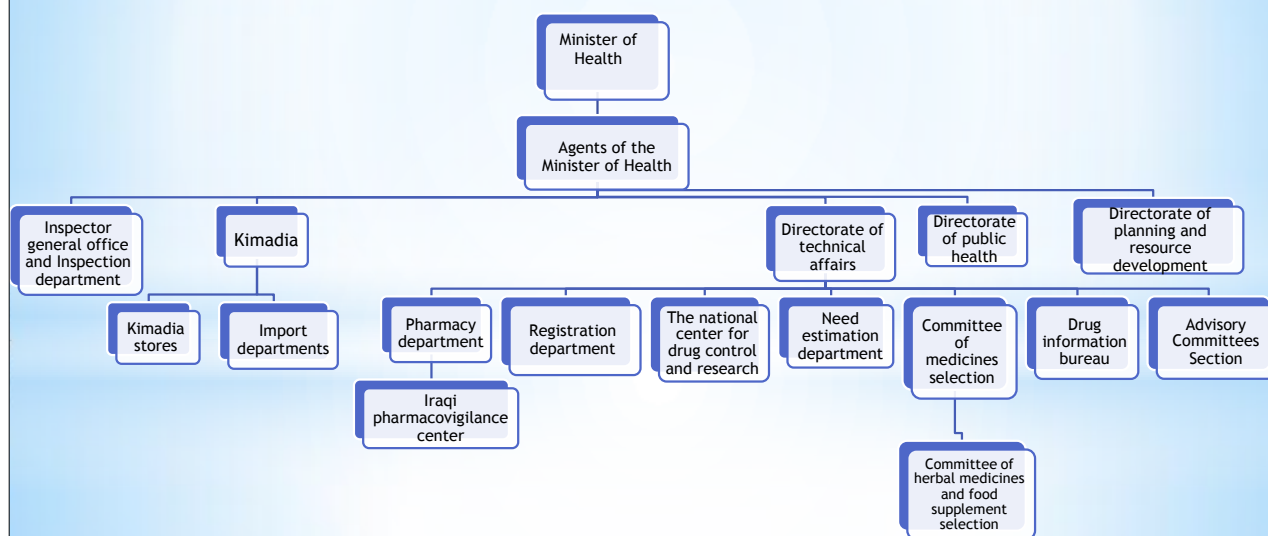 Minister of
Health
Agents of the
Minister of Health
Inspector
general office
and Inspection
department
Kimadia
Directorate of
technical
affairs
Directorate
of public
health
Directorate of
planning and
resource
development
Kimadia
stores
Import
departments
Pharmacy
department
Registration
department
The national
center for
drug control
and research
Need
estimation
department
Committee
of
medicines
selection
Drug
information
bureau
Advisory
Committees
Section
Iraqi
pharmacovigilance
center
Committee of
herbal medicines
and food
supplement
selection